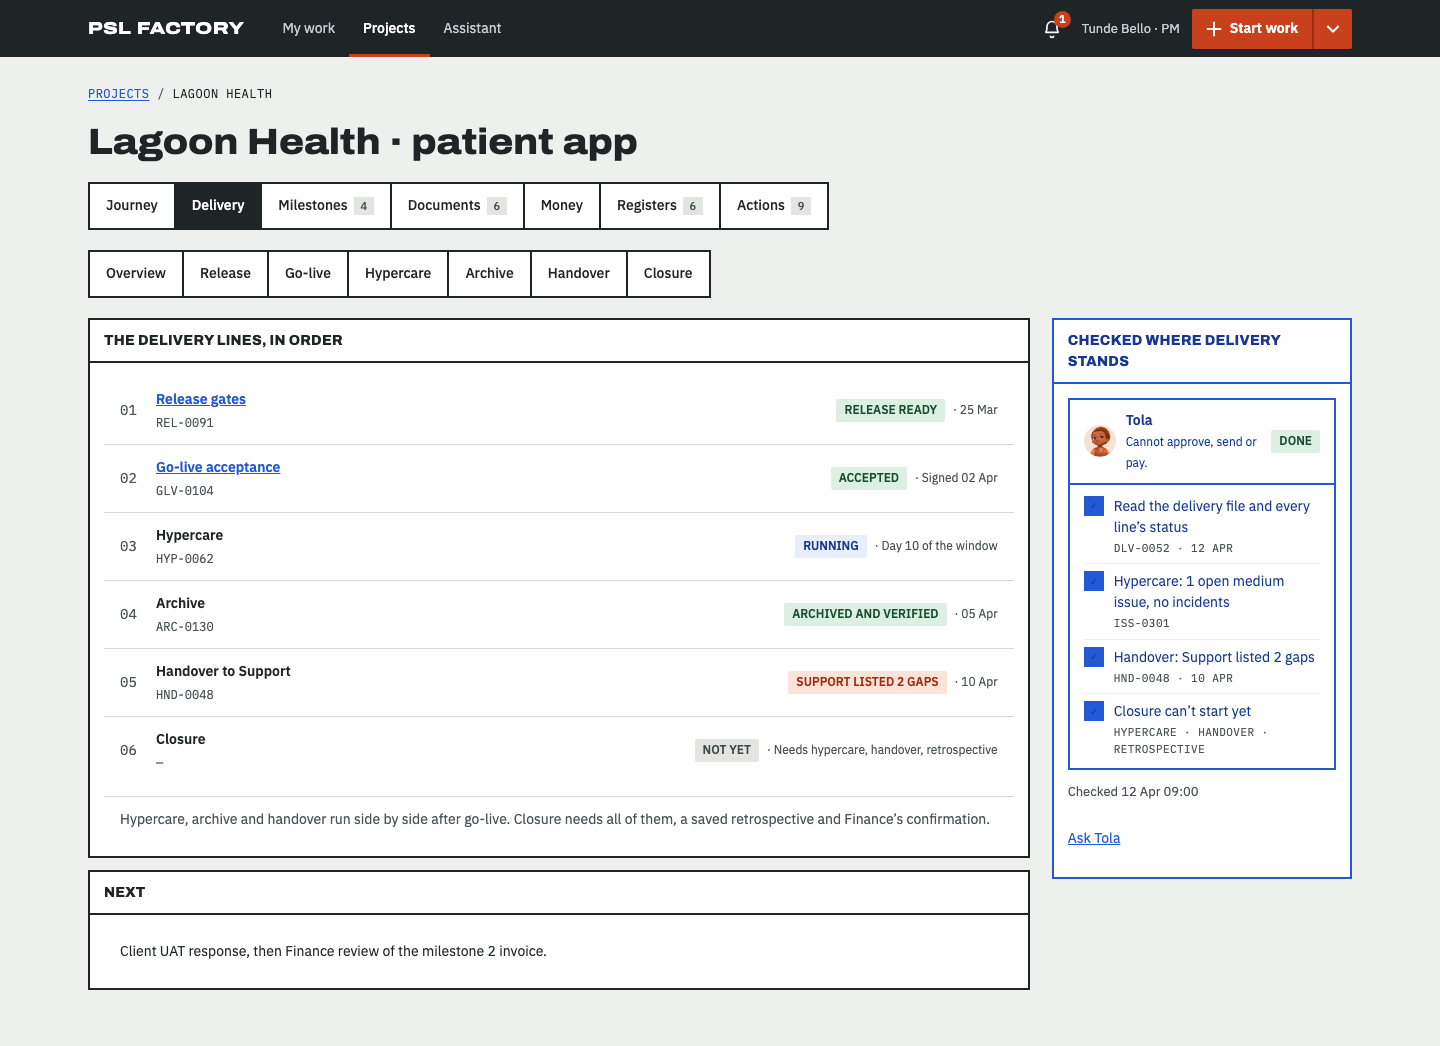 PSL FACTORY
My work
Projects
Assistant
1
Tunde Bello · PM
Start work
PROJECTS / LAGOON HEALTH
Lagoon Health · patient app
Journey
Delivery
Milestones 4
Documents 6
Money
Registers 6
Actions 9
Overview
Release
Go-live
Hypercare
Archive
Handover
Closure
THE DELIVERY LINES, IN ORDER
01
Release gates
REL-0091
RELEASE READY · 25 Mar
02
Go-live acceptance
GLV-0104
ACCEPTED · Signed 02 Apr
03
Hypercare
HYP-0062
RUNNING · Day 10 of the window
04
Archive
ARC-0130
ARCHIVED AND VERIFIED · 05 Apr
05
Handover to Support
HND-0048
SUPPORT LISTED 2 GAPS · 10 Apr
06
Closure
—
NOT YET · Needs hypercare, handover, retrospective
Hypercare, archive and handover run side by side after go-live. Closure needs all of them, a saved retrospective and Finance’s confirmation.
NEXT
Client UAT response, then Finance review of the milestone 2 invoice.
CHECKED WHERE DELIVERY
STANDS
Tola
Cannot approve, send or
pay.
DONE
Read the delivery file and every
line’s status
DLV-0052 · 12 APR
Hypercare: 1 open medium
issue, no incidents
ISS-0301
Handover: Support listed 2 gaps
HND-0048 · 10 APR
Closure can’t start yet
HYPERCARE · HANDOVER ·
RETROSPECTIVE
Checked 12 Apr 09:00
Ask Tola